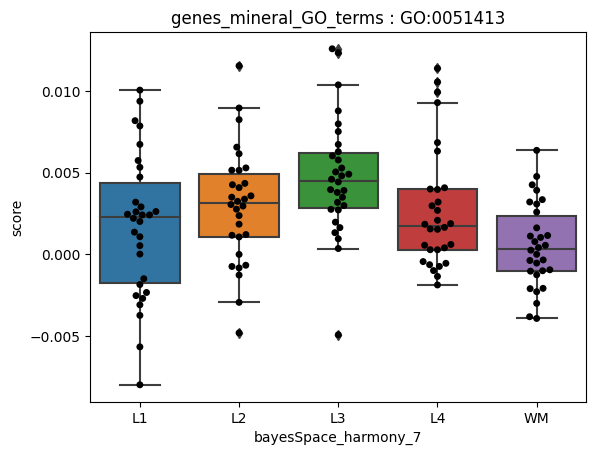 genes_mineral_GO_terms : GO:0051413
0.010
0.005
0.000
−0.005
score
L1 L2 L3 L4 WM
bayesSpace_harmony_7